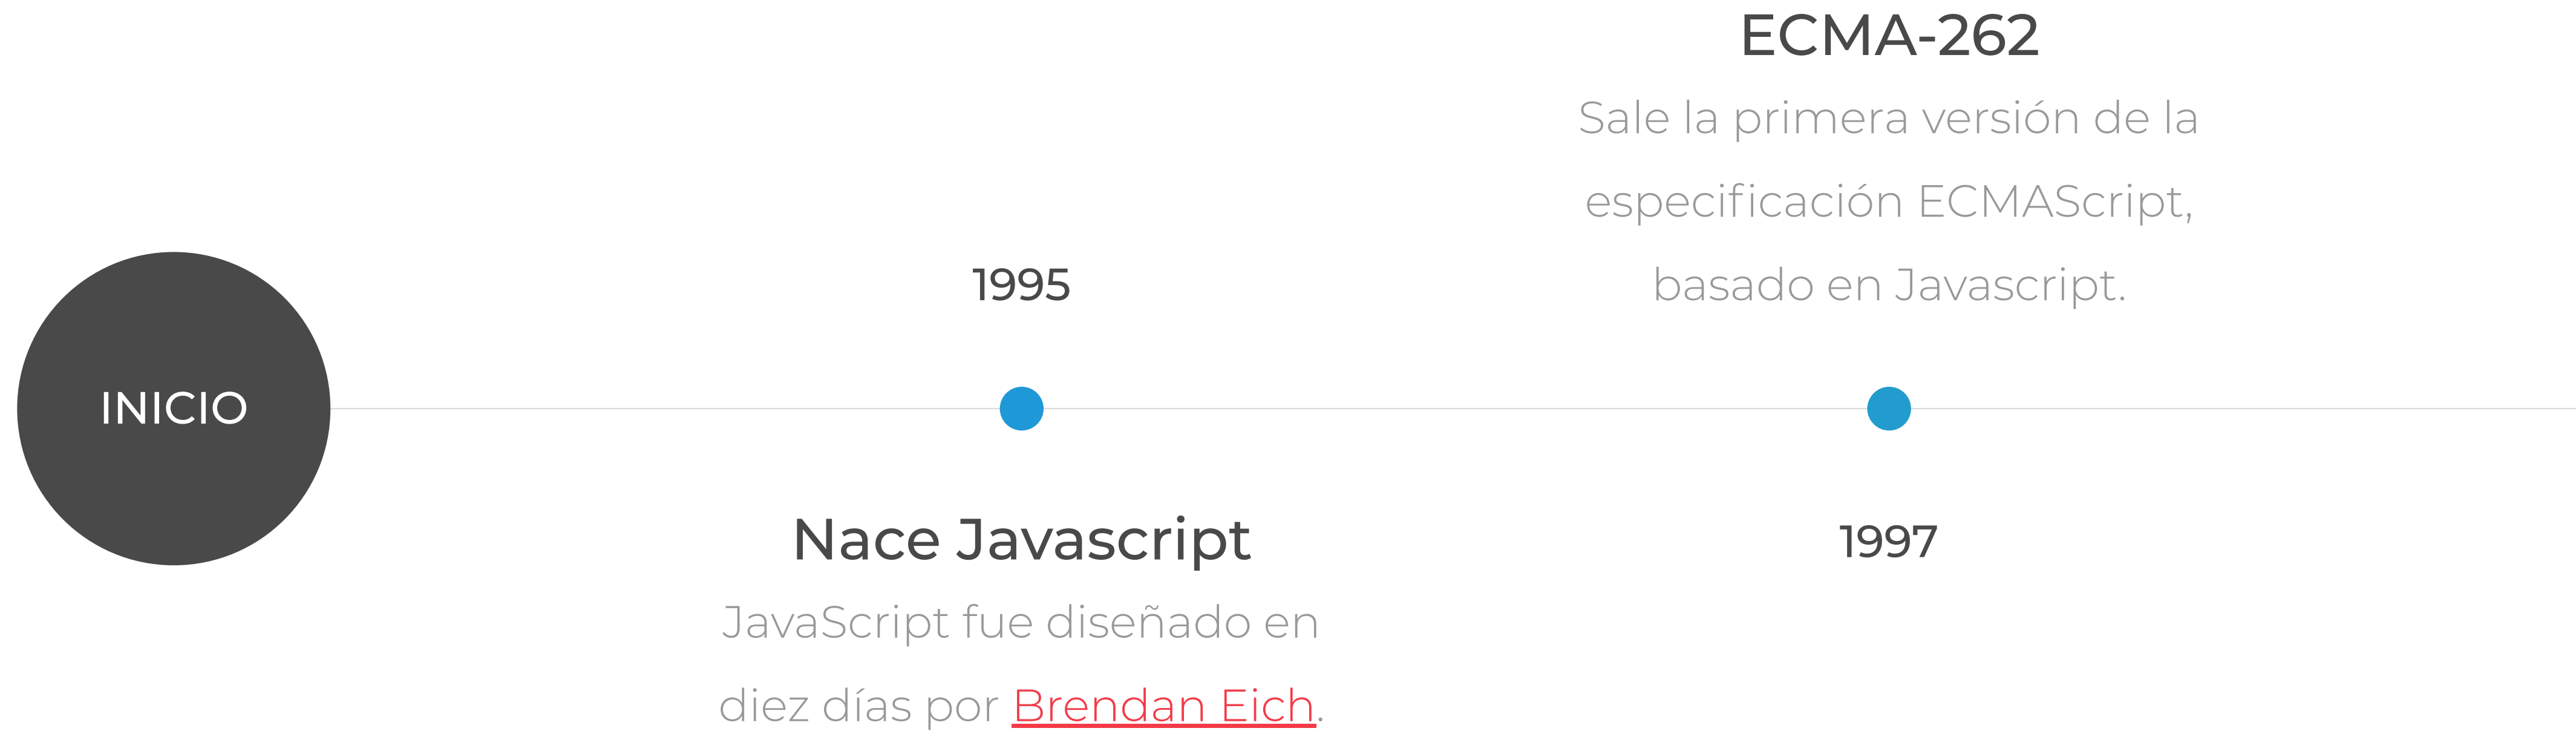 INICIO
1995
Nace Javascript
JavaScript fue diseñado en
diez días por Brendan Eich.
ECMA-262
Sale la primera versión de la
especificación ECMAScript,
basado en Javascript.
1997